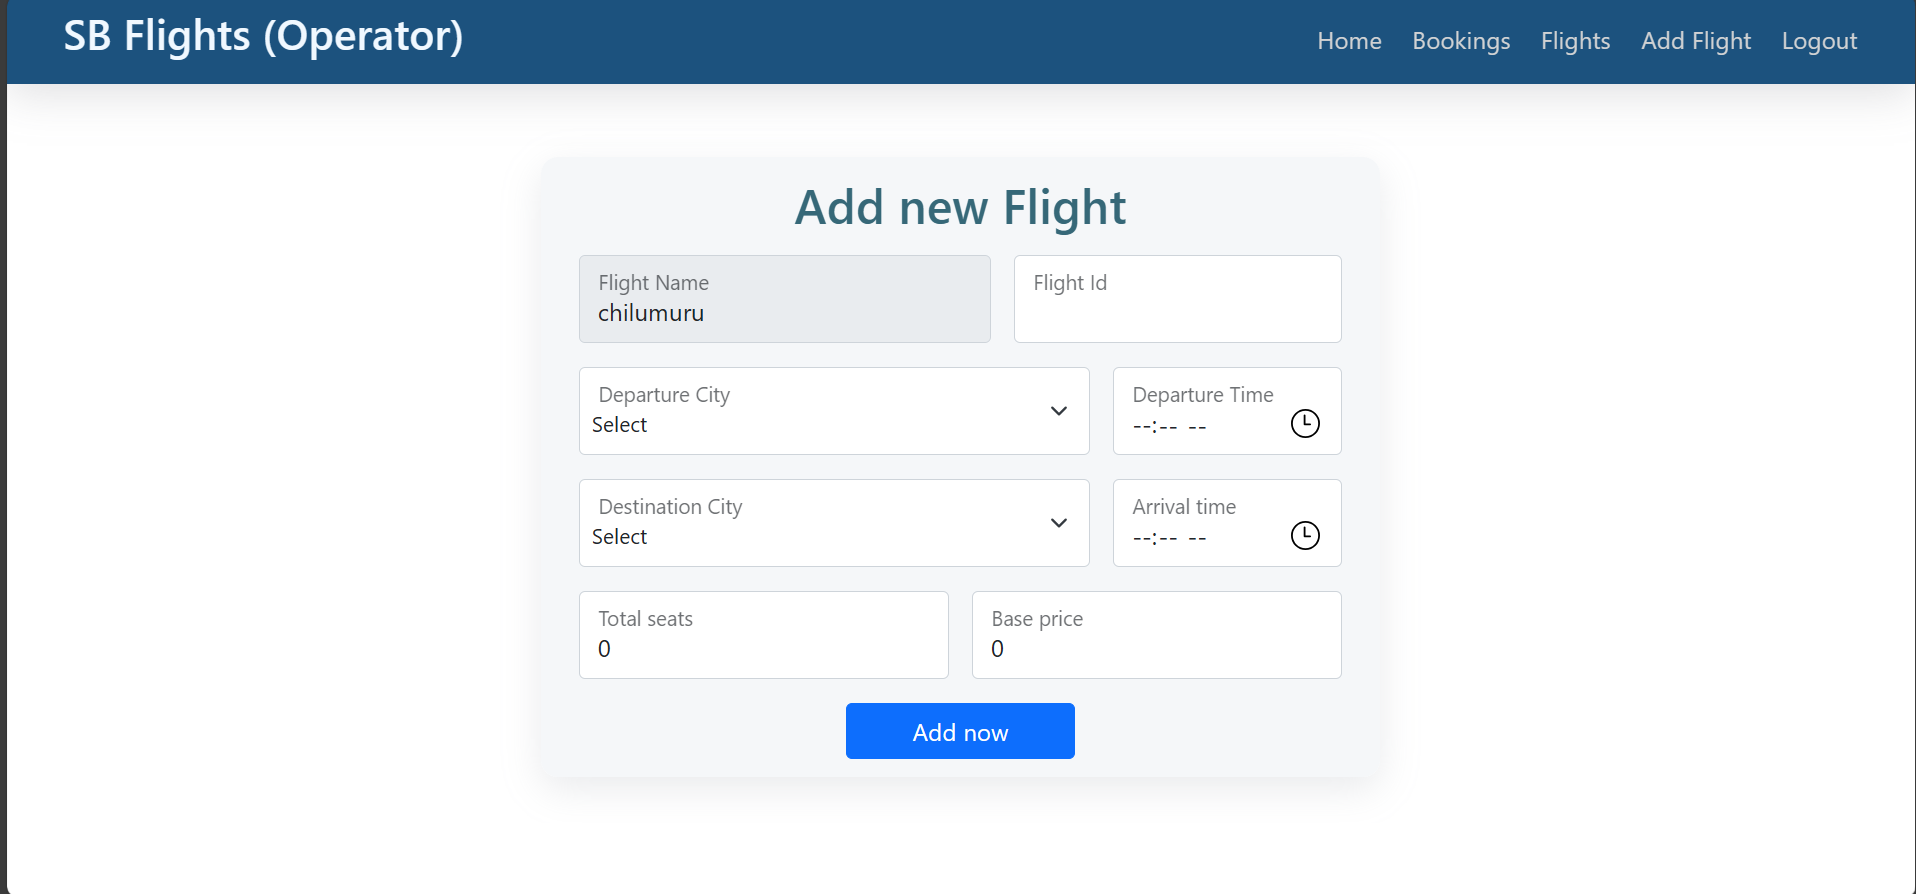 SB Flights (Operator)
Home Bookings Flights Add Flight Logout
Add new Flight
Flight Name
chilumuru
Flight Id
Departure City
Select
Departure Time
--:-- --
Destination City
Select
Arrival time
--:-- --
Total seats
0
Base price
0
Add now